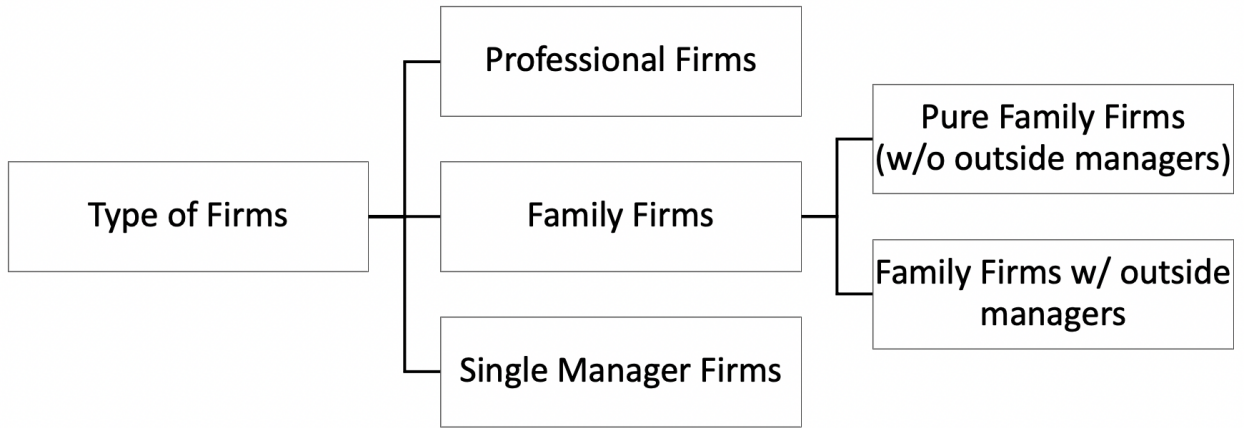 Type of Firms
Professional Firms
Family Firms
Single Manager Firms
Pure Family Firms
(w/o outside managers)
Family Firms w/ outside
managers